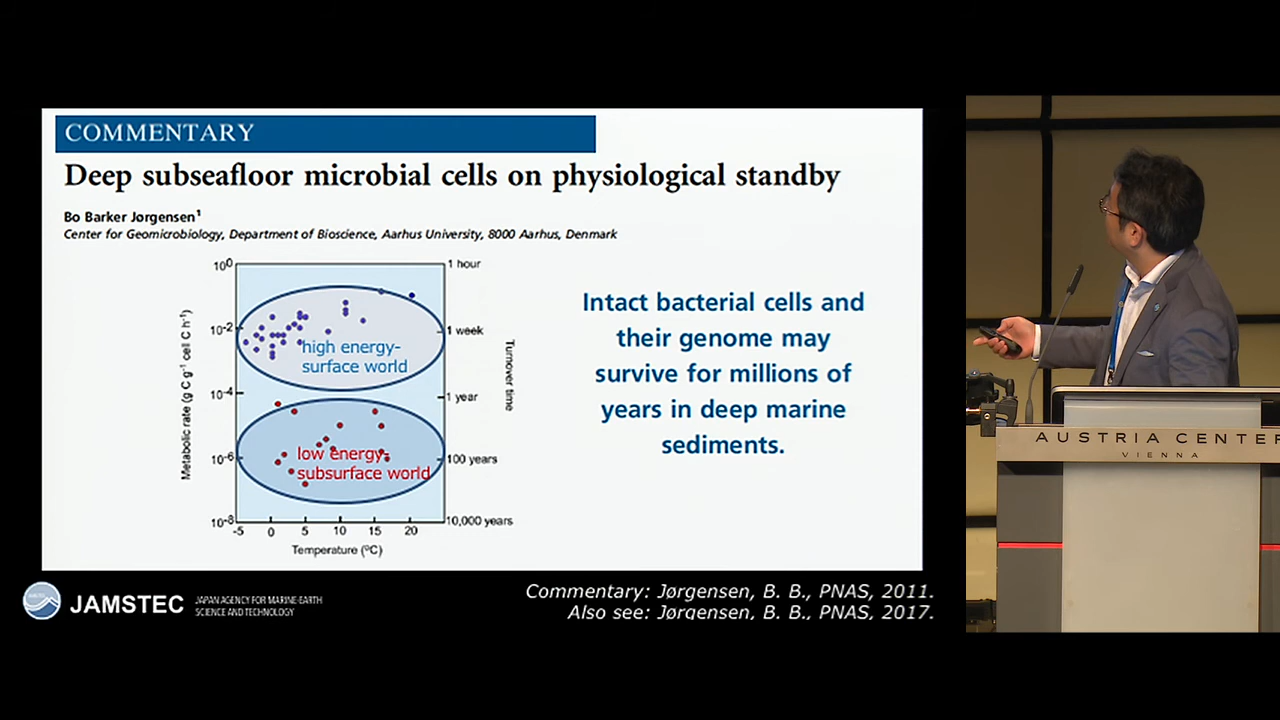 COMMENTARY
Deep subseafloor microbial cells on physiological standby
Bo Barker Jørgensen¹
Center for Geomicrobiology, Department of Bioscience, Aarhus University, 8000 Aarhus, Denmark
10⁰
10⁻²
10⁻⁴
10⁻⁶
10⁻⁸
Metabolic rate (g C g⁻¹ cell C h⁻¹)
high energy-
surface world
low energy-
subsurface world
1 hour
1 week
1 year
100 years
10,000 years
Turnover time
-5 0 5 10 15 20
Temperature (°C)
Intact bacterial cells and
their genome may
survive for millions of
years in deep marine
sediments.
JAMSTEC
JAPAN AGENCY FOR MARINE-EARTH
SCIENCE AND TECHNOLOGY
Commentary: Jørgensen, B. B., PNAS, 2011.
Also see: Jørgensen, B. B., PNAS, 2017.
AUSTRIA CENTER
VIENNA